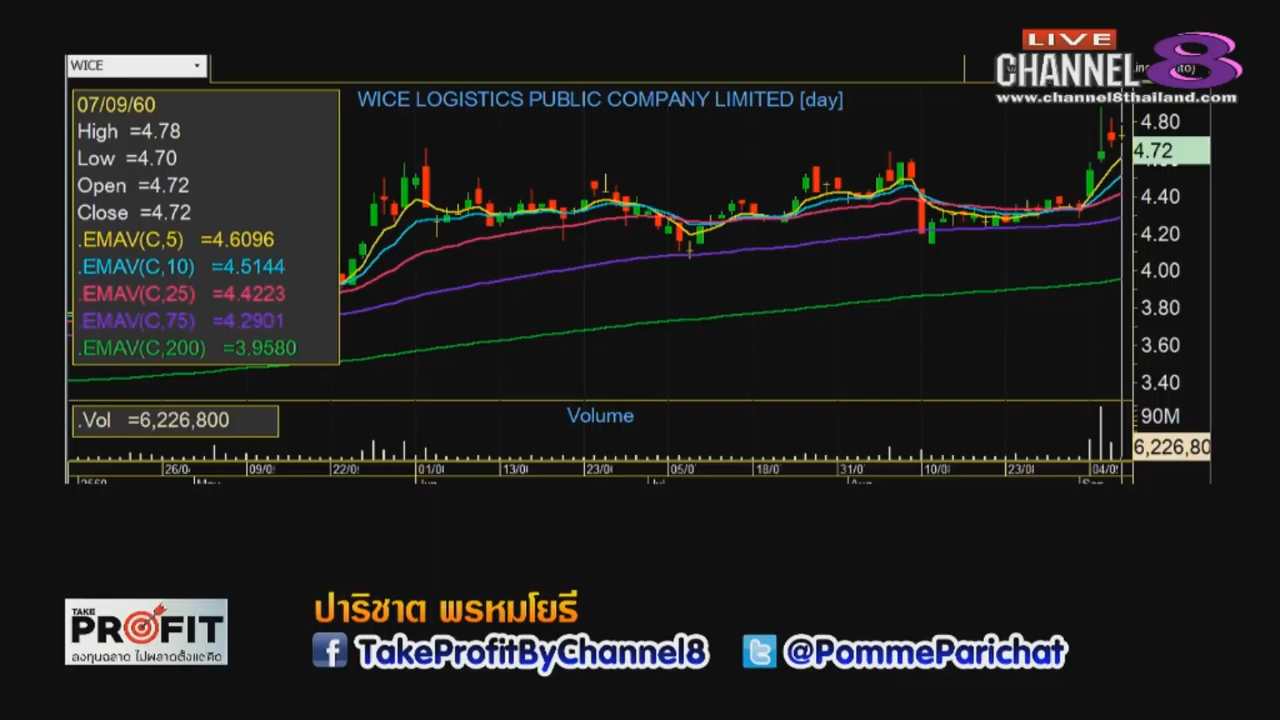 LIVE
CHANNEL 8
www.channel8thailand.com
WICE
WICE LOGISTICS PUBLIC COMPANY LIMITED [day]
07/09/60
High =4.78
Low =4.70
Open =4.72
Close =4.72
.EMAV(C,5) =4.6096
.EMAV(C,10) =4.5144
.EMAV(C,25) =4.4223
.EMAV(C,75) =4.2901
.EMAV(C,200) =3.9580
4.80
4.72
4.40
4.20
4.00
3.80
3.60
3.40
.Vol =6,226,800
Volume
90M
6,226,80
26/0 09/0 22/0 01/0 13/0 23/0 05/0 18/0 31/0 10/0 23/0 04/0
TAKE
PROFIT
ลงทุนฉลาด ไม่พลาดตั้งแต่คิด
ปาริชาต พรหมโยธี
f TakeProfitByChannel8 t @PommeParichat